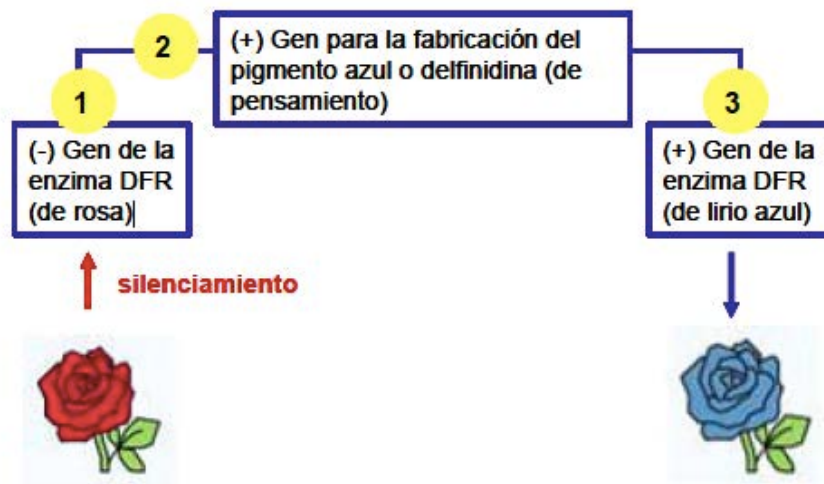 2
(+) Gen para la fabricación del
pigmento azul o delfinidina (de
pensamiento)
1
(-) Gen de la
enzima DFR
(de rosa)
3
(+) Gen de la
enzima DFR
(de lirio azul)
silenciamiento